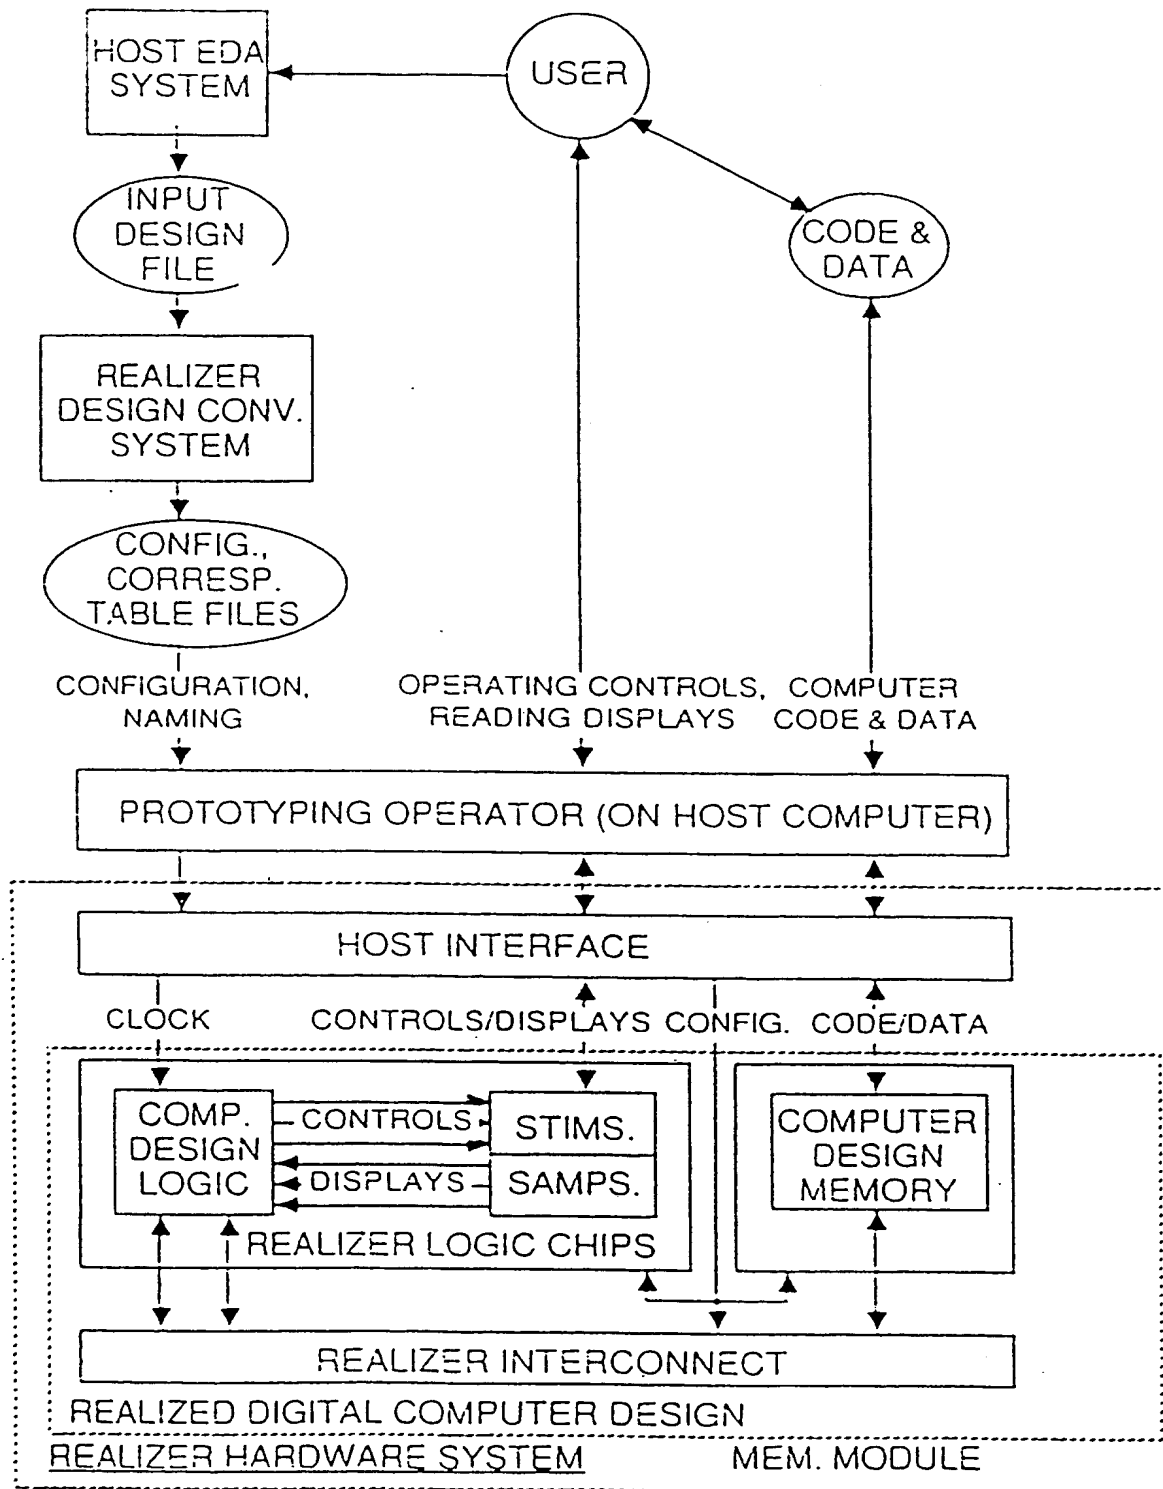 HOST EDA
SYSTEM
USER
INPUT
DESIGN
FILE
CODE &
DATA
REALIZER
DESIGN CONV.
SYSTEM
CONFIG.,
CORRESP.
TABLE FILES
CONFIGURATION,
NAMING
OPERATING CONTROLS,
READING DISPLAYS
COMPUTER
CODE & DATA
PROTOTYPING OPERATOR (ON HOST COMPUTER)
HOST INTERFACE
CLOCK
CONTROLS/DISPLAYS
CONFIG.
CODE/DATA
COMP.
DESIGN
LOGIC
CONTROLS
DISPLAYS
STIMS.
SAMPS.
COMPUTER
DESIGN
MEMORY
REALIZER LOGIC CHIPS
REALIZER INTERCONNECT
REALIZED DIGITAL COMPUTER DESIGN
REALIZER HARDWARE SYSTEM
MEM. MODULE